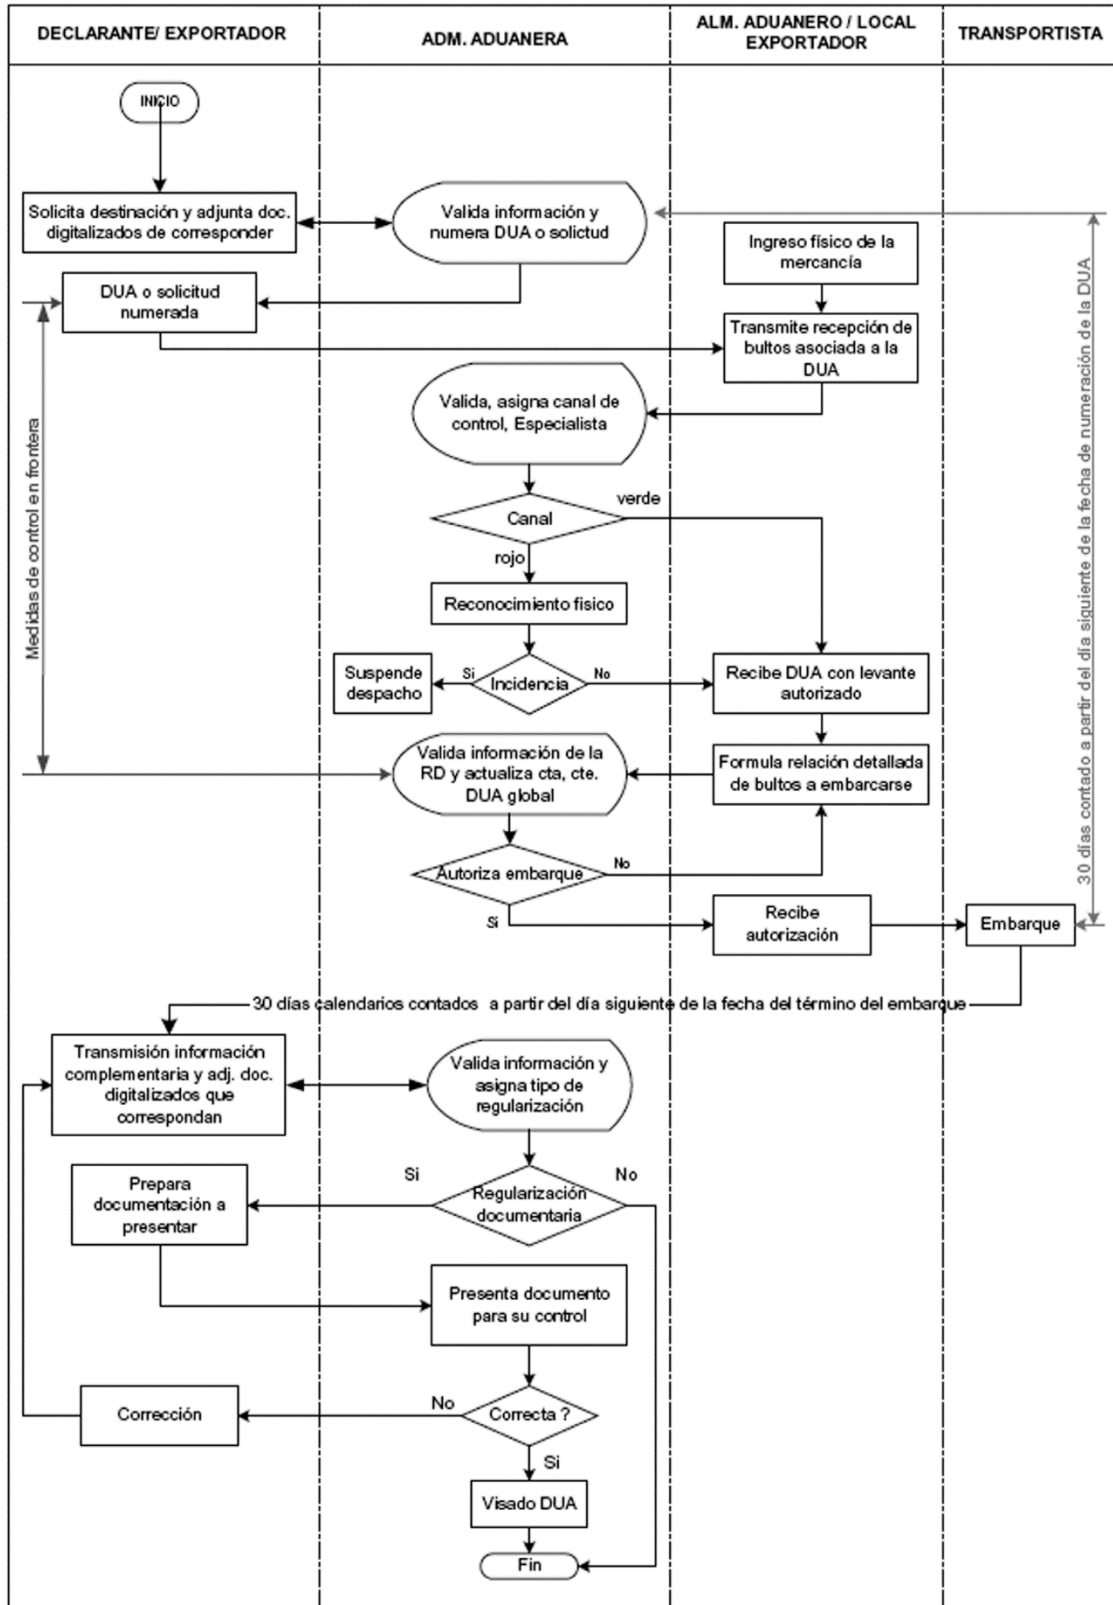 DECLARANTE/ EXPORTADOR
ADM. ADUANERA
ALM. ADUANERO / LOCAL
EXPORTADOR
TRANSPORTISTA
INICIO
Solicita destinación y adjunta doc.
digitalizados de corresponder
Valida información y
numera DUA o solictud
Ingreso físico de la
mercancía
DUA o solicitud
numerada
Transmite recepción de
bultos asociada a la
DUA
Valida, asigna canal de
control, Especialista
Canal
verde
rojo
Reconocimiento físico
Incidencia
Si
No
Suspende
despacho
Recibe DUA con levante
autorizado
Valida información de la
RD y actualiza cta, cte.
DUA global
Formula relación detallada
de bultos a embarcarse
Autoriza embarque
No
Si
Recibe
autorización
Embarque
Medidas de control en frontera
30 días contado a partir del día siguiente de la fecha de numeración de la DUA
30 días calendarios contados a partir del día siguiente de la fecha del término del embarque
Transmisión información
complementaria y adj. doc.
digitalizados que
correspondan
Valida información y
asigna tipo de
regularización
Si
No
Regularización
documentaria
Prepara
documentación a
presentar
Presenta documento
para su control
Correcta ?
No
Corrección
Si
Visado DUA
Fin